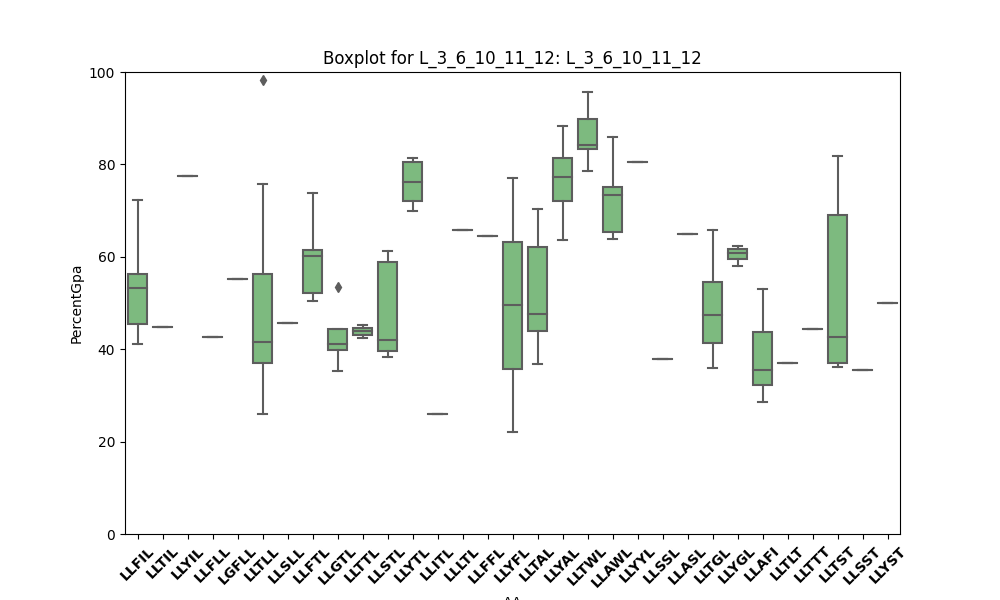 Boxplot for L_3_6_10_11_12: L_3_6_10_11_12
PercentGpa
100
80
60
40
20
0
LLFIL LLTIL LLYIL LLFLL LGFLL LLTLL LLSLL LLFTL LLGTL LLTTL LLSTL LLYTL LLITL LLLTL LLFFL LLYFL LLTAL LLYAL LLTWL LLAWL LLYYL LLSSL LLASL LLTGL LLYGL LLAFI LLTLT LLTTT LLTST LLSST LLYST